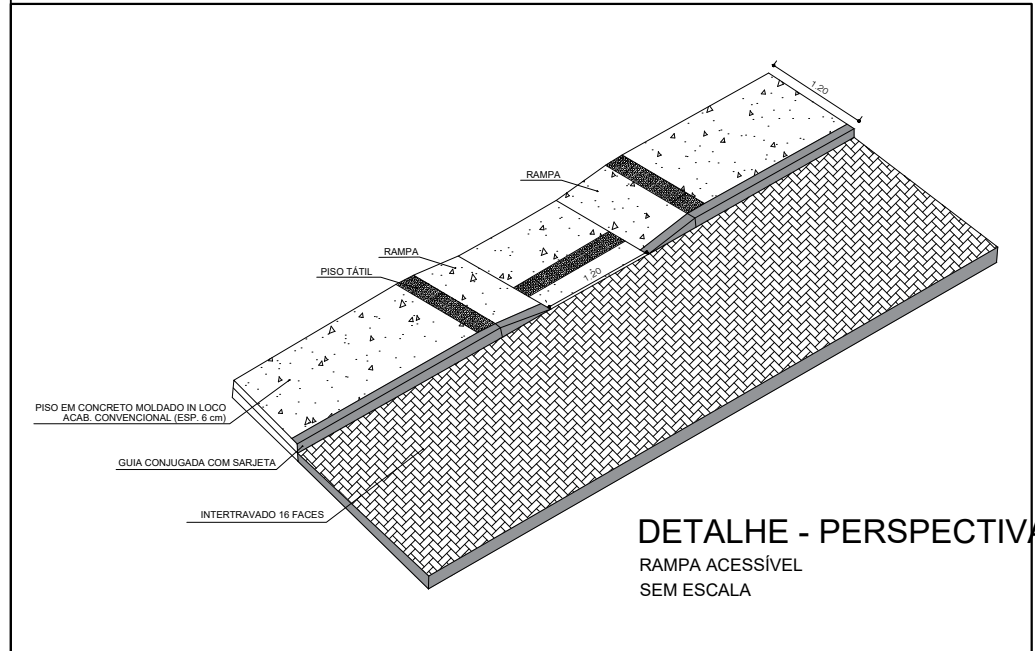 1.20
RAMPA
RAMPA
PISO TÁTIL
1.20
PISO EM CONCRETO MOLDADO IN LOCO
ACAB. CONVENCIONAL (ESP. 6 cm)
GUIA CONJUGADA COM SARJETA
INTERTRAVADO 16 FACES
DETALHE - PERSPECTIVA
RAMPA ACESSÍVEL
SEM ESCALA